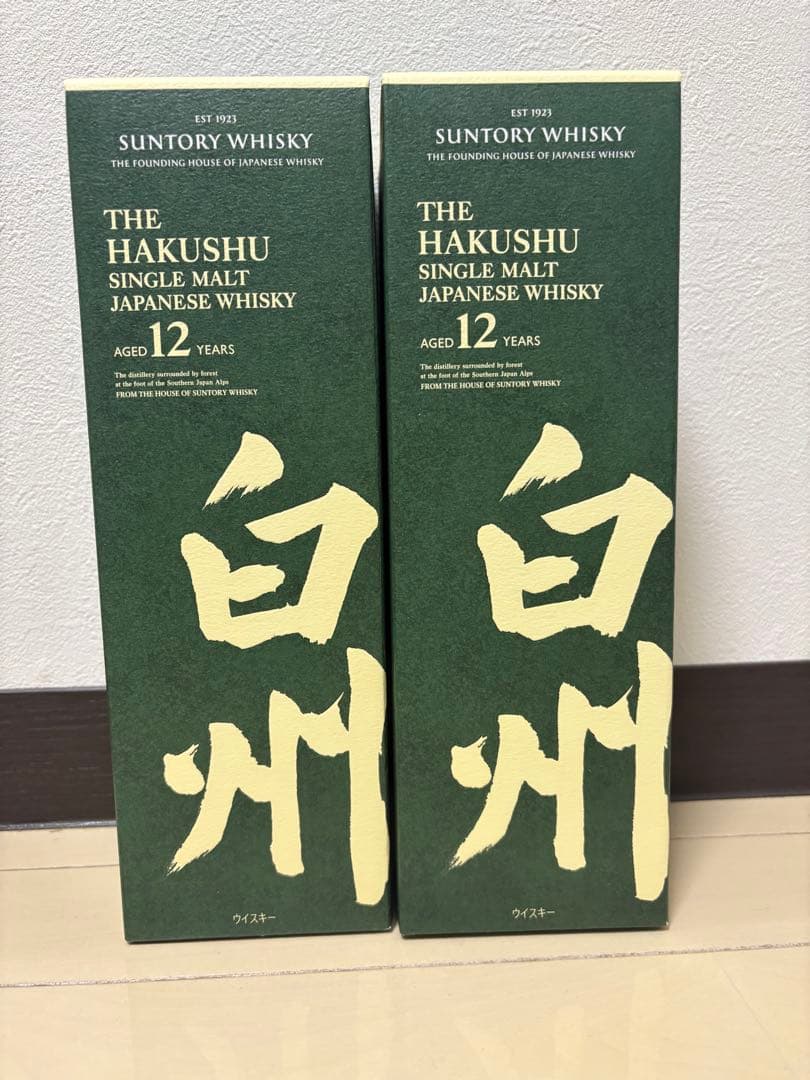 EST 1923
SUNTORY WHISKY
THE FOUNDING HOUSE OF JAPANESE WHISKY
THE
HAKUSHU
SINGLE MALT
JAPANESE WHISKY
AGED 12 YEARS
The distillery surrounded by forest
at the foot of the Southern Japan Alps
FROM THE HOUSE OF SUNTORY WHISKY
白州
ウイスキー
EST 1923
SUNTORY WHISKY
THE FOUNDING HOUSE OF JAPANESE WHISKY
THE
HAKUSHU
SINGLE MALT
JAPANESE WHISKY
AGED 12 YEARS
The distillery surrounded by forest
at the foot of the Southern Japan Alps
FROM THE HOUSE OF SUNTORY WHISKY
白州
ウイスキー